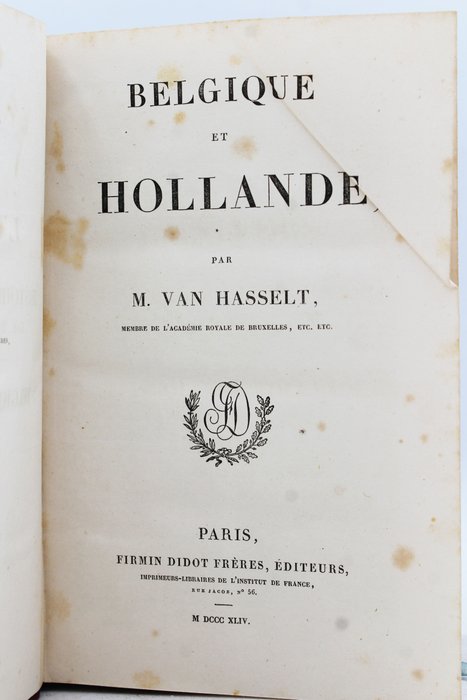 BELGIQUE
ET
HOLLANDE,
PAR
M. VAN HASSELT,
MEMBRE DE L'ACADÉMIE ROYALE DE BRUXELLES, ETC. ETC.
FD
PARIS,
FIRMIN DIDOT FRÈRES, ÉDITEURS,
IMPRIMEURS-LIBRAIRES DE L'INSTITUT DE FRANCE,
RUE JACOB, N° 56.
M DCCC XLIV.